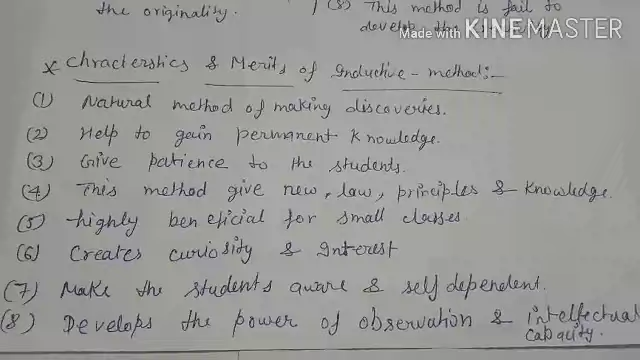 the originality.
(8) This method is fail to
develop the
Made with KINEMASTER
* Chracterstics & Merits of Inductive - method:-
(1) Natural method of making discoveries.
(2) Help to gain permanent knowledge.
(3) Give patience to the students.
(4) This method give new, law, principles & knowledge.
(5) highly beneficial for small classes
(6) Creates curiosity & Interest
(7) Make the students aware & self dependent.
(8) Develops the power of observation & intellectual
capacity.